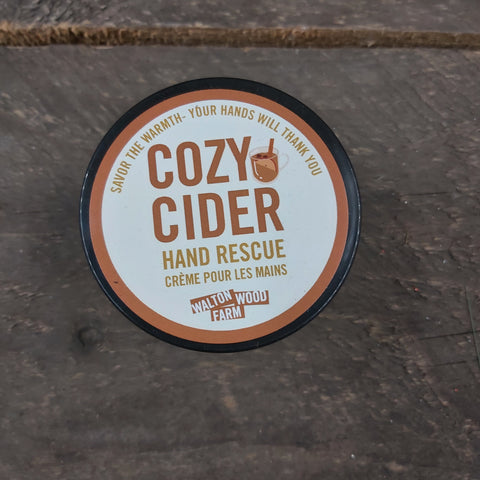 SAVOR THE WARMTH- YOUR HANDS WILL THANK YOU
COZY
CIDER
HAND RESCUE
CRÈME POUR LES MAINS
WALTON WOOD
FARM